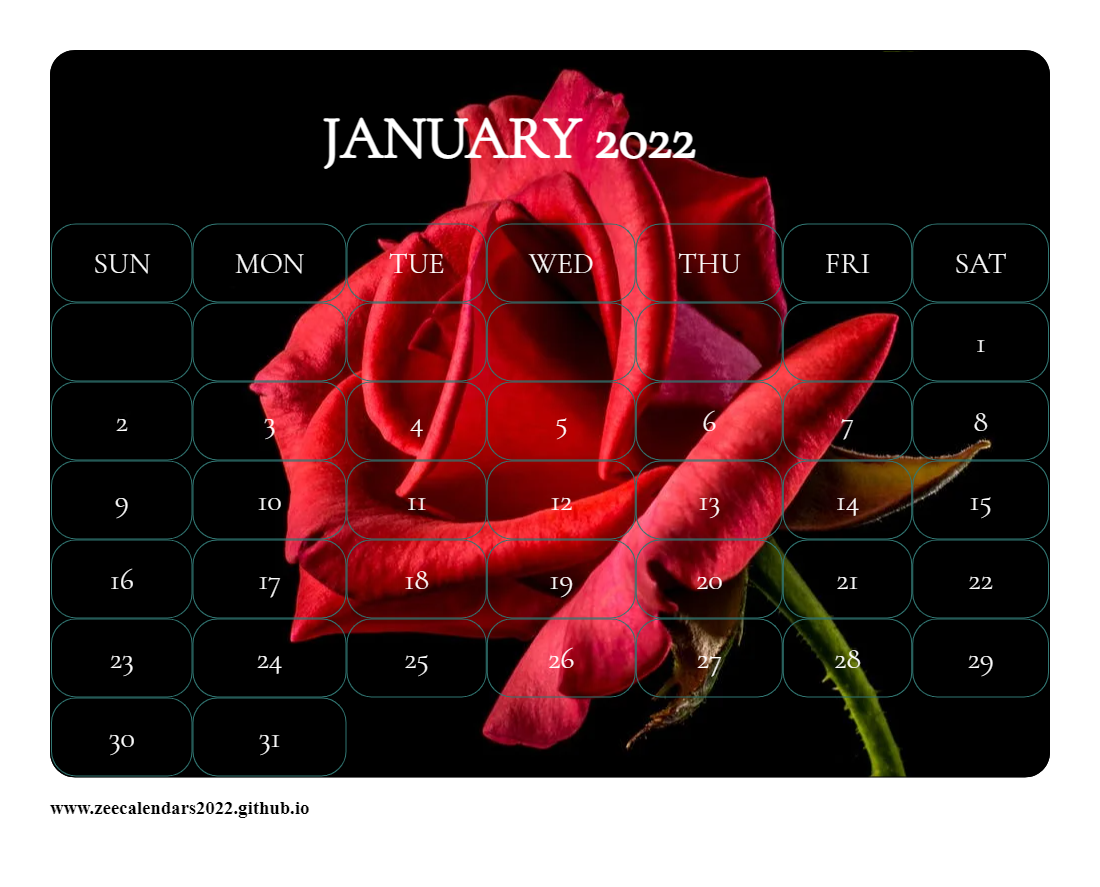 JANUARY 2022
SUN MON TUE WED THU FRI SAT
1
2 3 4 5 6 7 8
9 10 11 12 13 14 15
16 17 18 19 20 21 22
23 24 25 26 27 28 29
30 31
www.zeecalendars2022.github.io